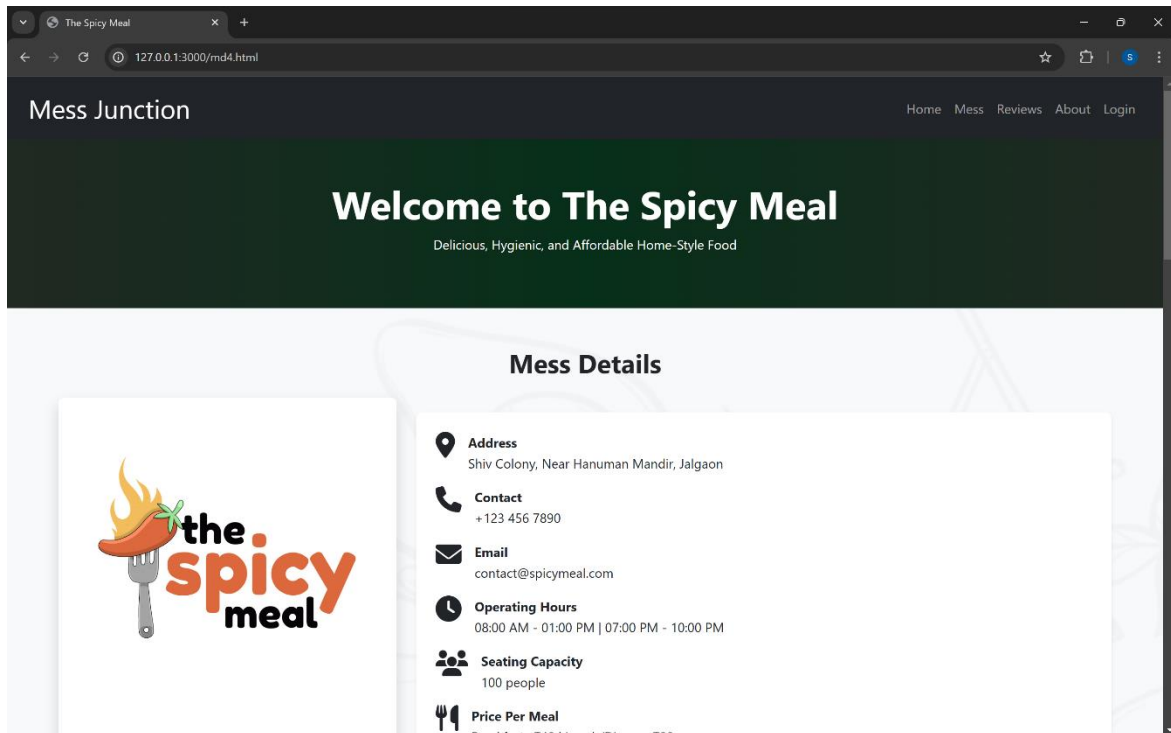 The Spicy Meal
127.0.0.1:3000/md4.html
S
Mess Junction
Home Mess Reviews About Login
Welcome to The Spicy Meal
Delicious, Hygienic, and Affordable Home-Style Food
Mess Details
the
spicy
meal
Address
Shiv Colony, Near Hanuman Mandir, Jalgaon
Contact
+123 456 7890
Email
contact@spicymeal.com
Operating Hours
08:00 AM - 01:00 PM | 07:00 PM - 10:00 PM
Seating Capacity
100 people
Price Per Meal